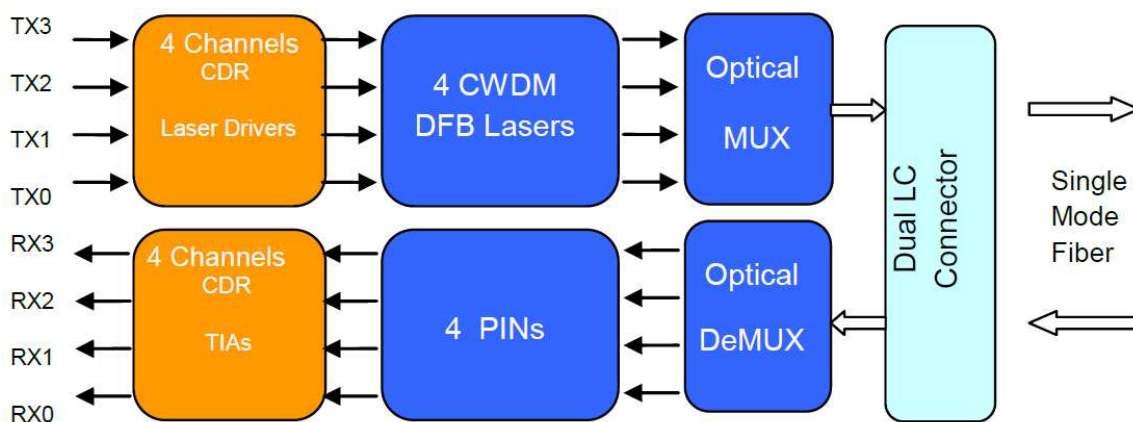 TX3
TX2
TX1
TX0
4 Channels
CDR
Laser Drivers
4 CWDM
DFB Lasers
Optical
MUX
RX3
RX2
RX1
RX0
4 Channels
CDR
TIAs
4 PINs
Optical
DeMUX
Dual LC
Connector
Single
Mode
Fiber